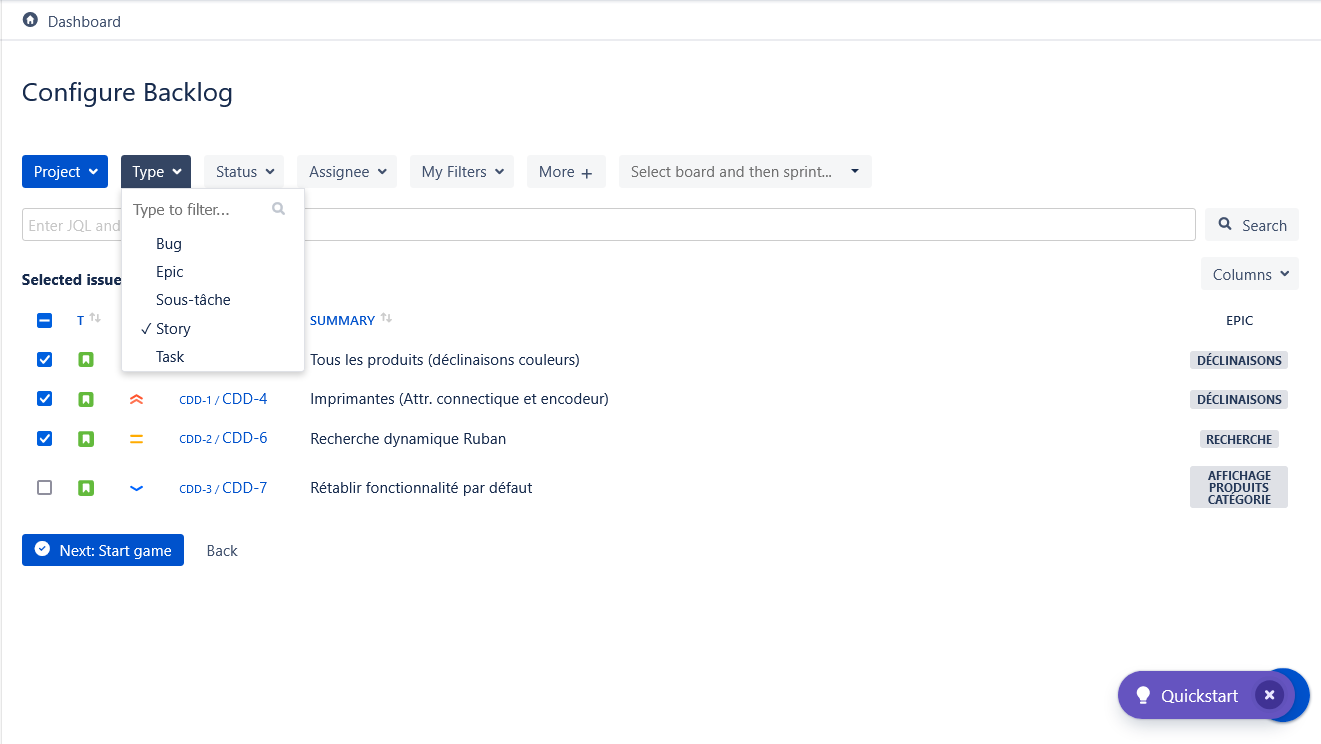 Dashboard
Configure Backlog
Project Type Status Assignee My Filters More + Select board and then sprint...
Type to filter...
Enter JQL and
Search
Bug
Epic
Sous-tâche
✓ Story
Task
Selected issue
Columns
T SUMMARY EPIC
Tous les produits (déclinaisons couleurs) DÉCLINAISONS
CDD-1 / CDD-4 Imprimantes (Attr. connectique et encodeur) DÉCLINAISONS
CDD-2 / CDD-6 Recherche dynamique Ruban RECHERCHE
CDD-3 / CDD-7 Rétablir fonctionnalité par défaut
AFFICHAGE
PRODUITS
CATÉGORIE
Next: Start game Back
Quickstart